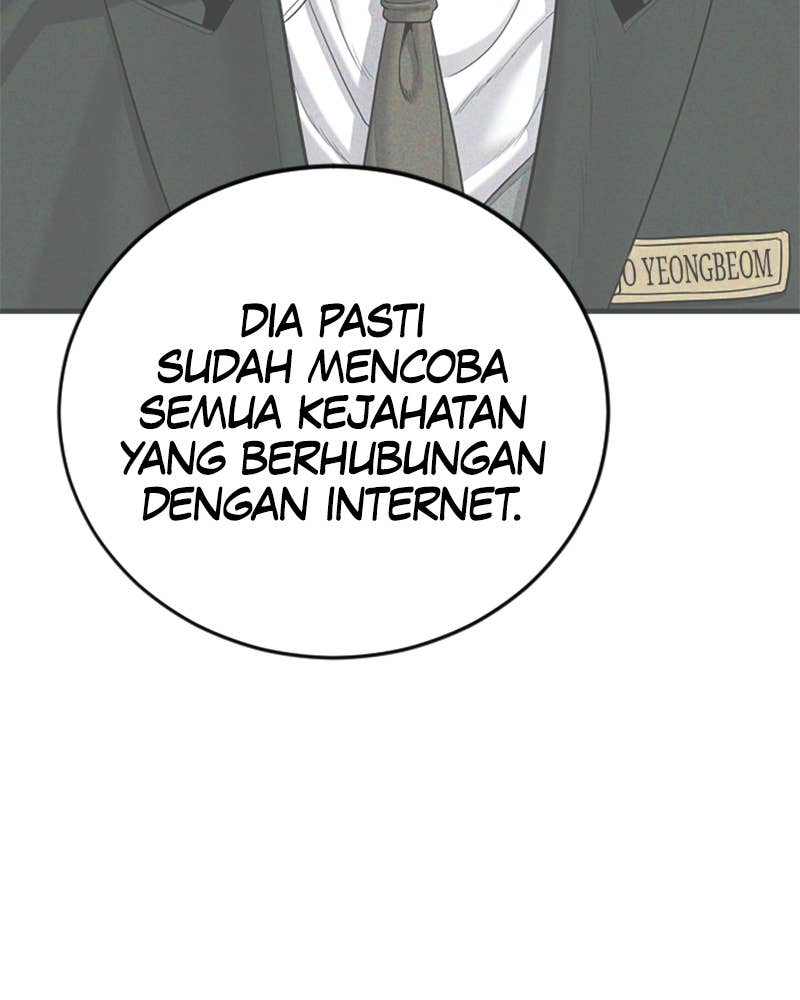 YEONGBEOM
DIA PASTI
SUDAH MENCOBA
SEMUA KEJAHATAN
YANG BERHUBUNGAN
DENGAN INTERNET.